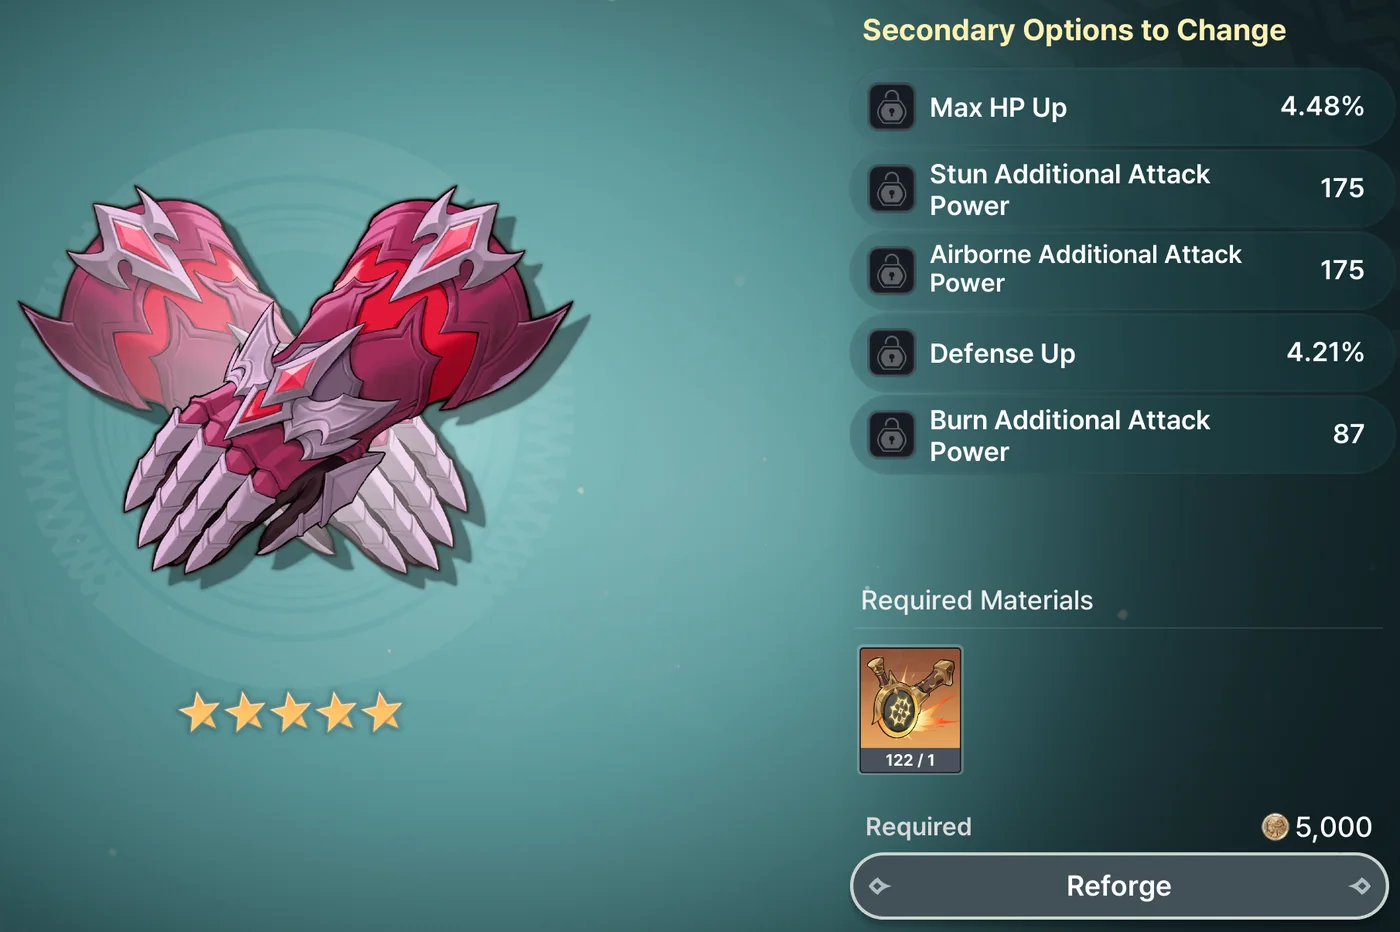 Secondary Options to Change
Max HP Up 4.48%
Stun Additional Attack
Power 175
Airborne Additional Attack
Power 175
Defense Up 4.21%
Burn Additional Attack
Power 87
Required Materials
122 / 1
Required 5,000
Reforge